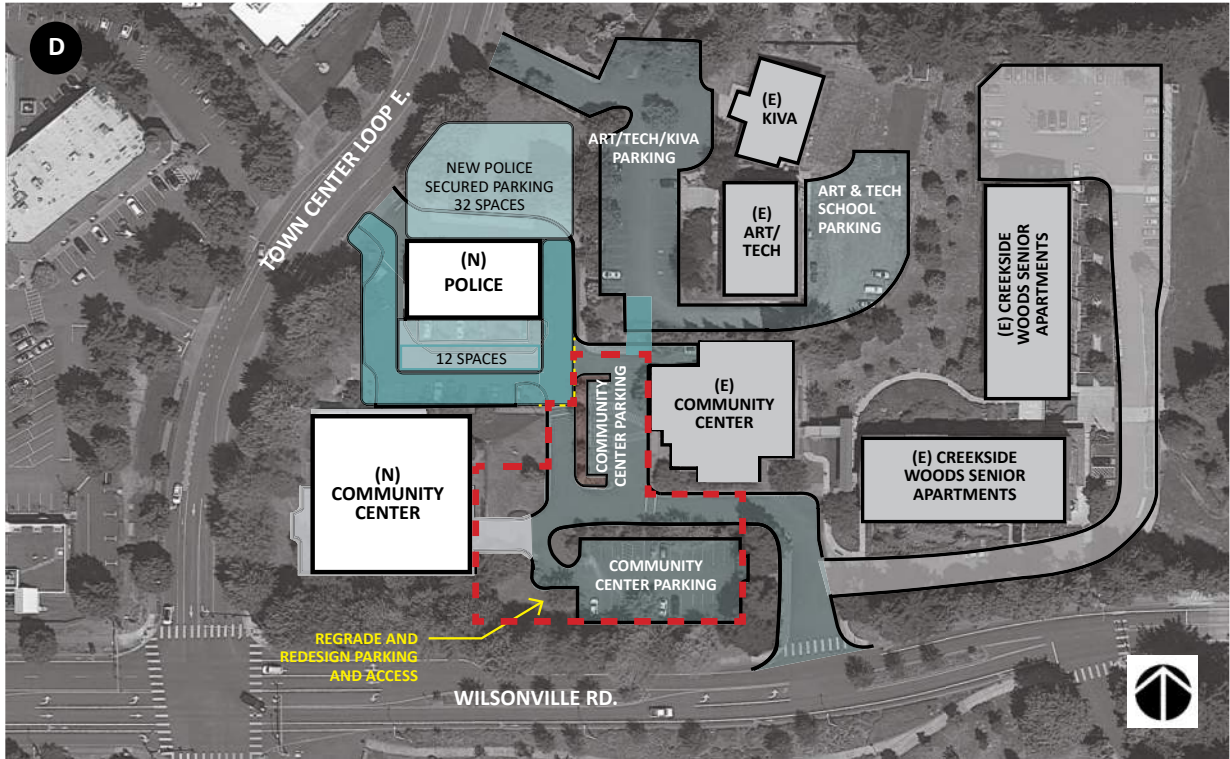 D
TOWN CENTER LOOP E.
NEW POLICE
SECURED PARKING
32 SPACES
(N)
POLICE
12 SPACES
ART/TECH/KIVA
PARKING
(E)
KIVA
(E)
ART/
TECH
ART & TECH
SCHOOL
PARKING
(E) CREEKSIDE
WOODS SENIOR
APARTMENTS
COMMUNITY
CENTER PARKING
(E)
COMMUNITY
CENTER
(E) CREEKSIDE
WOODS SENIOR
APARTMENTS
(N)
COMMUNITY
CENTER
COMMUNITY
CENTER PARKING
REGRADE AND
REDESIGN PARKING
AND ACCESS
WILSONVILLE RD.